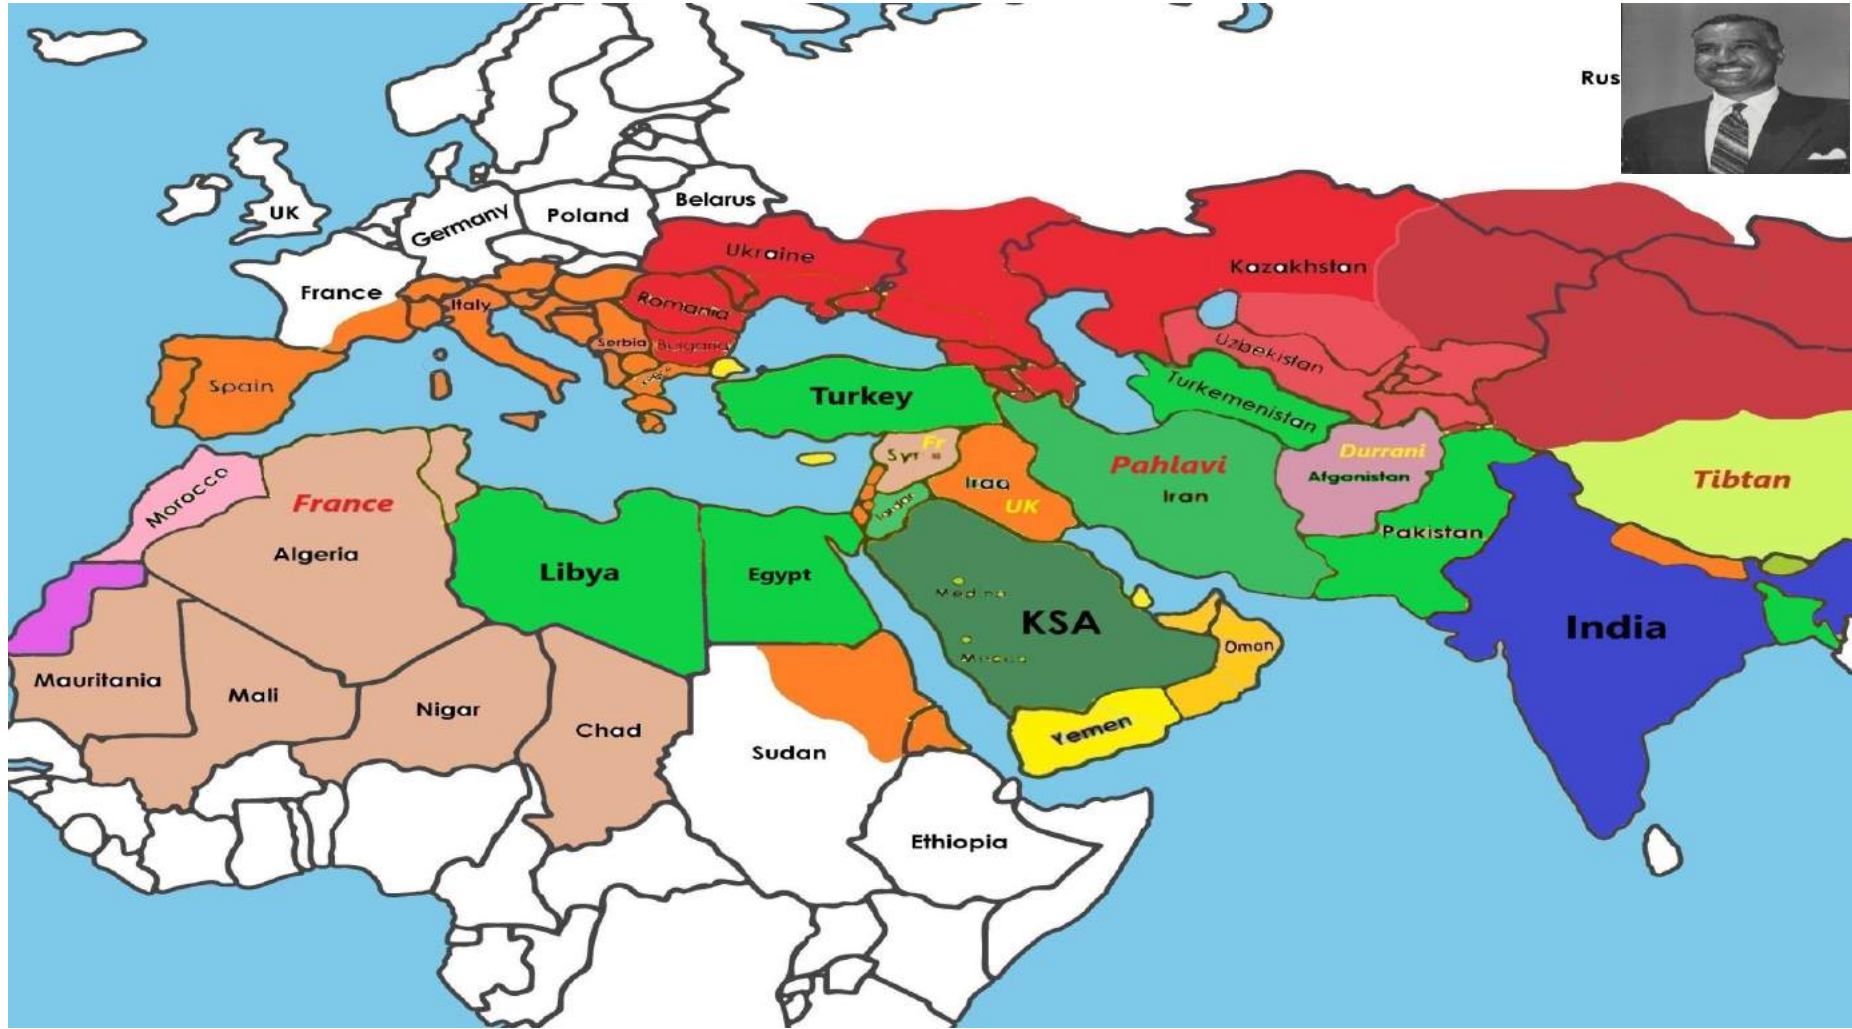 Rus
UK
Germany
Poland
Belarus
France
Ukraine
Kazakhstan
Italy
Romania
Serbia
Bulgaria
Uzbekistan
Spain
Turkey
Turkemenistan
Morocco
France
Algeria
Fr
Syr
Iraq
UK
Pahlavi
Iran
Durrani
Afganistan
Tibtan
Pakistan
Libya
Egypt
Medina
KSA
Mecca
India
Oman
Yemen
Mauritania
Mali
Nigar
Chad
Sudan
Ethiopia